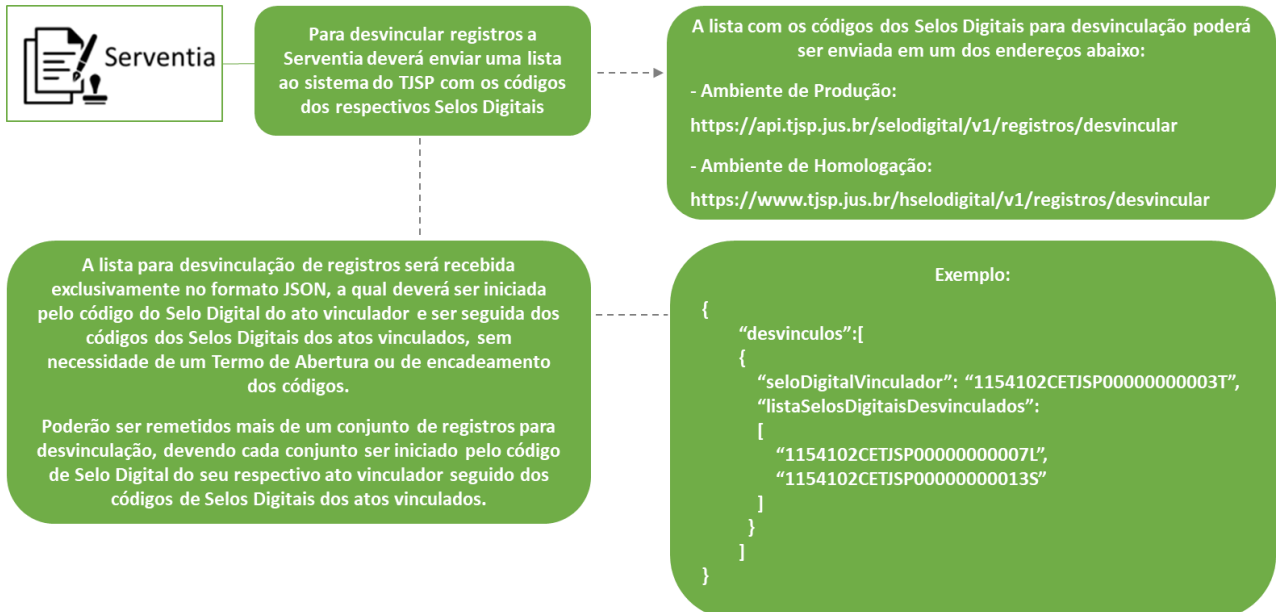 Serventia
Para desvincular registros a
Serventia deverá enviar uma lista
ao sistema do TJSP com os códigos
dos respectivos Selos Digitais
A lista com os códigos dos Selos Digitais para desvinculação poderá
ser enviada em um dos endereços abaixo:
- Ambiente de Produção:
https://api.tjsp.jus.br/selodigital/v1/registros/desvincular
- Ambiente de Homologação:
https://www.tjsp.jus.br/hselodigital/v1/registros/desvincular
A lista para desvinculação de registros será recebida
exclusivamente no formato JSON, a qual deverá ser iniciada
pelo código do Selo Digital do ato vinculador e ser seguida dos
códigos dos Selos Digitais dos atos vinculados, sem
necessidade de um Termo de Abertura ou de encadeamento
dos códigos.
Poderão ser remetidos mais de um conjunto de registros para
desvinculação, devendo cada conjunto ser iniciado pelo código
de Selo Digital do seu respectivo ato vinculador seguido dos
códigos de Selos Digitais dos atos vinculados.
Exemplo:
{
“desvinculos”:[
{
“seloDigitalVinculador”: “1154102CETJSP00000000003T”,
“listaSelosDigitaisDesvinculados”:
[
“1154102CETJSP00000000007L”,
“1154102CETJSP00000000013S”
]
}
]
}